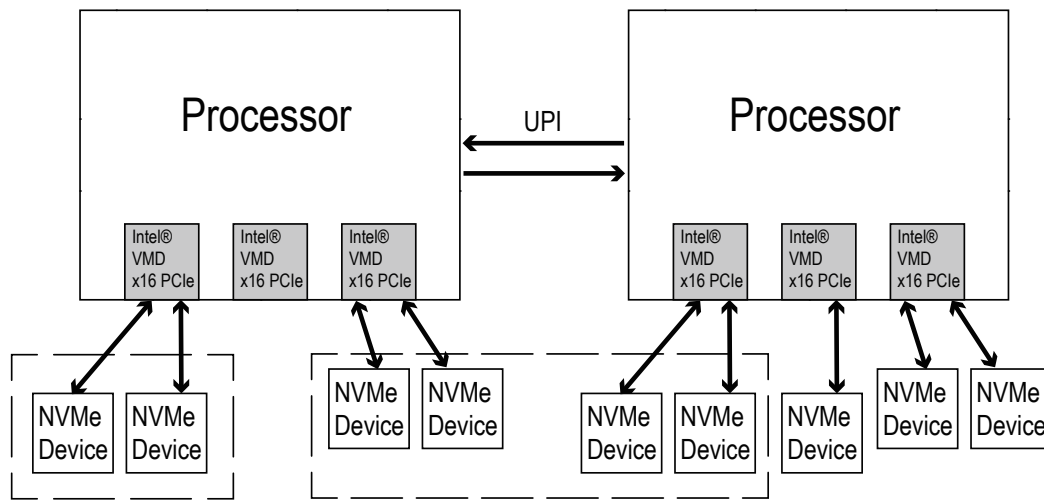 Processor
UPI
Processor
Intel®
VMD
x16 PCIe
Intel®
VMD
x16 PCIe
Intel®
VMD
x16 PCIe
Intel®
VMD
x16 PCIe
Intel®
VMD
x16 PCIe
Intel®
VMD
x16 PCIe
NVMe
Device
NVMe
Device
NVMe
Device
NVMe
Device
NVMe
Device
NVMe
Device
NVMe
Device
NVMe
Device
NVMe
Device